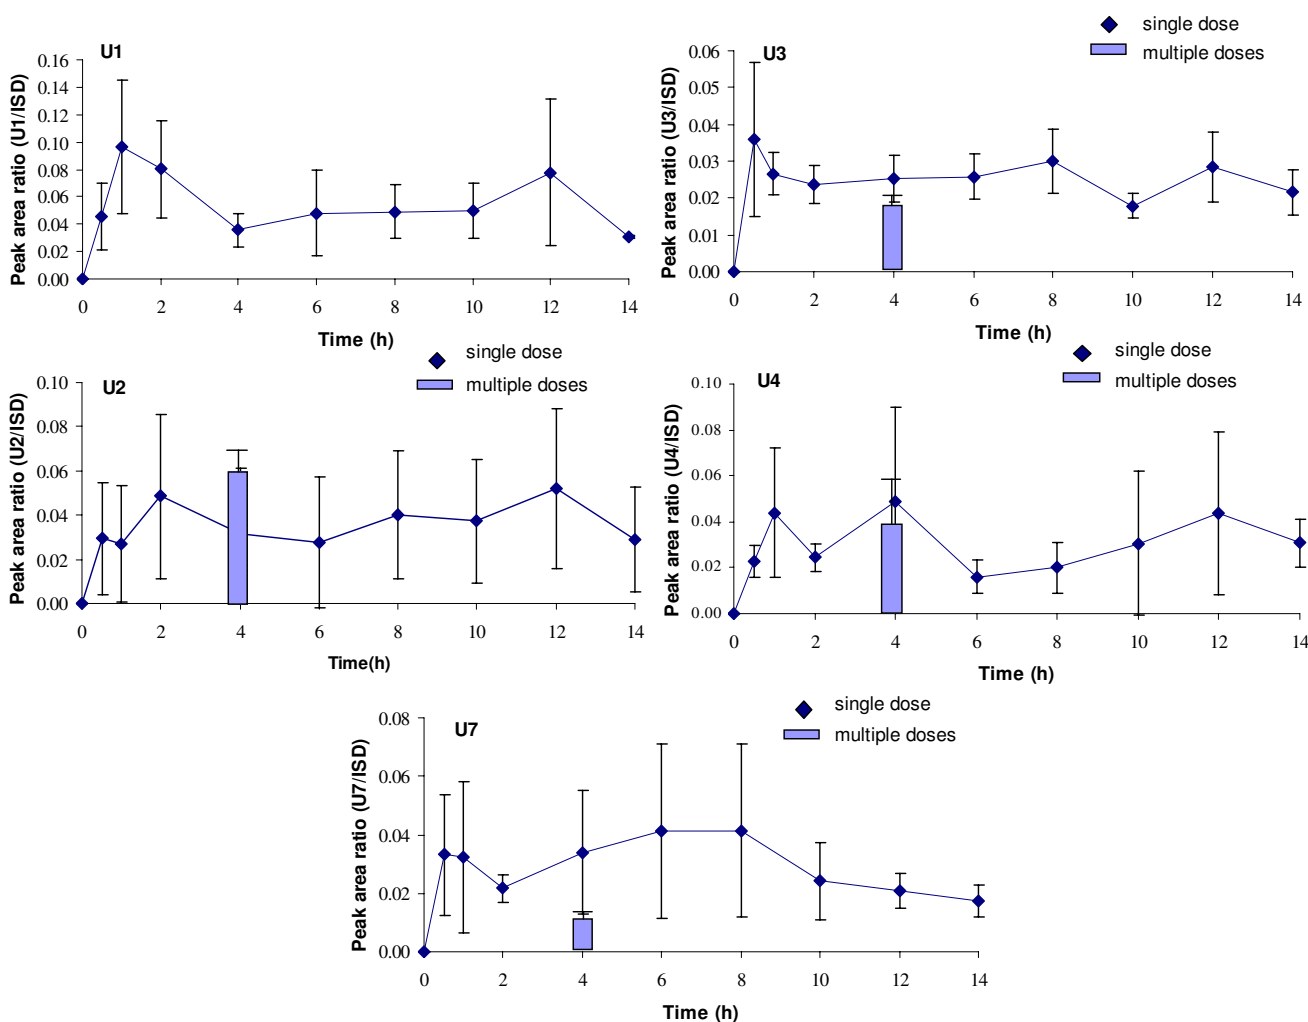 U1
Peak area ratio (U1/ISD)
0.16
0.14
0.12
0.10
0.08
0.06
0.04
0.02
0.00
0 2 4 6 8 10 12 14
Time (h)
single dose
multiple doses
U3
Peak area ratio (U3/ISD)
0.06
0.05
0.04
0.03
0.02
0.01
0.00
0 2 4 6 8 10 12 14
Time (h)
single dose
multiple doses
U2
Peak area ratio (U2/ISD)
0.10
0.08
0.06
0.04
0.02
0.00
0 2 4 6 8 10 12 14
Time(h)
single dose
multiple doses
U4
Peak area ratio (U4/ISD)
0.10
0.08
0.06
0.04
0.02
0.00
0 2 4 6 8 10 12 14
Time (h)
single dose
multiple doses
U7
Peak area ratio (U7/ISD)
0.08
0.06
0.04
0.02
0.00
0 2 4 6 8 10 12 14
Time (h)